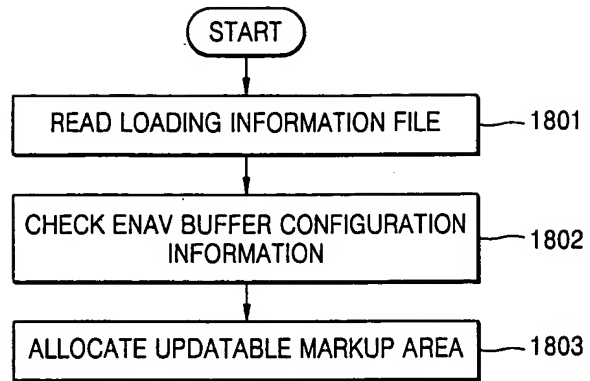 START
READ LOADING INFORMATION FILE
1801
CHECK ENAV BUFFER CONFIGURATION
INFORMATION
1802
ALLOCATE UPDATABLE MARKUP AREA
1803